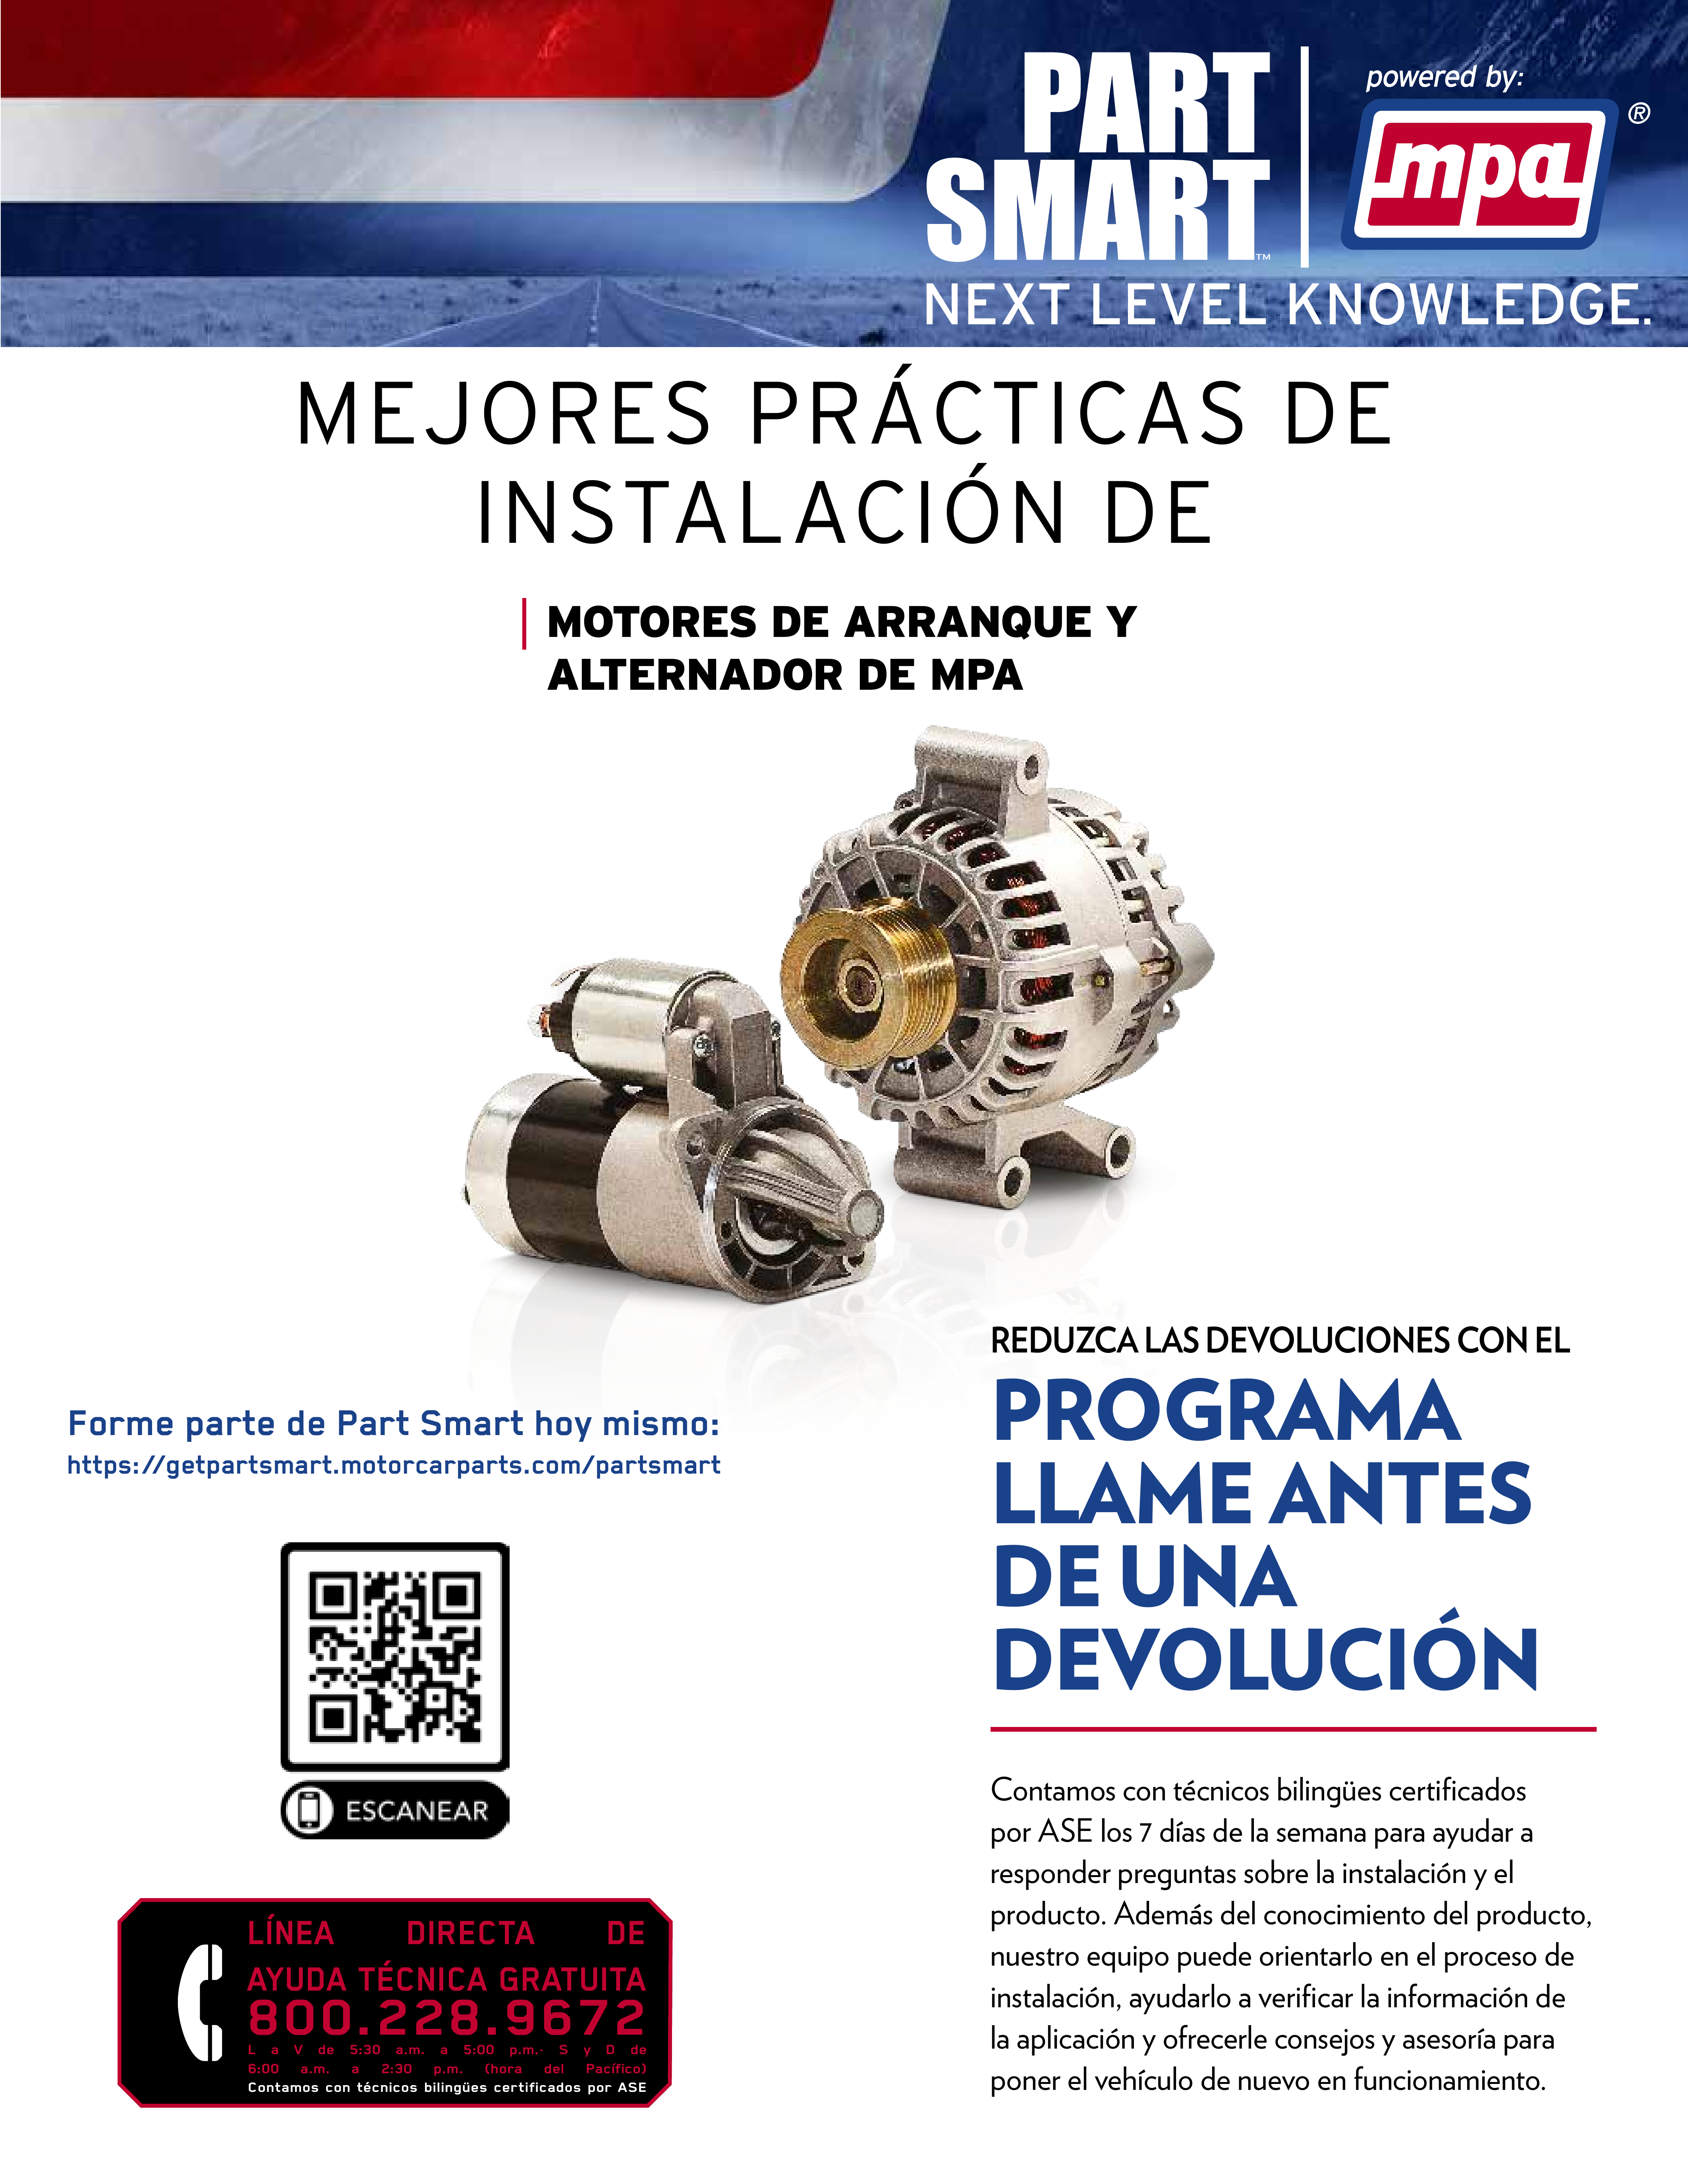 PART
SMART™
powered by:
mpa®
NEXT LEVEL KNOWLEDGE.
MEJORES PRÁCTICAS DE
INSTALACIÓN DE
MOTORES DE ARRANQUE Y
ALTERNADOR DE MPA
REDUZCA LAS DEVOLUCIONES CON EL
PROGRAMA
LLAME ANTES
DE UNA
DEVOLUCIÓN
Contamos con técnicos bilingües certificados
por ASE los 7 días de la semana para ayudar a
responder preguntas sobre la instalación y el
producto. Además del conocimiento del producto,
nuestro equipo puede orientarlo en el proceso de
instalación, ayudarlo a verificar la información de
la aplicación y ofrecerle consejos y asesoría para
poner el vehículo de nuevo en funcionamiento.
Forme parte de Part Smart hoy mismo:
https://getpartsmart.motorcarparts.com/partsmart
ESCANEAR
LÍNEA DIRECTA DE
AYUDA TÉCNICA GRATUITA
800.228.9672
L a V de 5:30 a.m. a 5:00 p.m.· S y D de
6:00 a.m. a 2:30 p.m. (hora del Pacífico)
Contamos con técnicos bilingües certificados por ASE